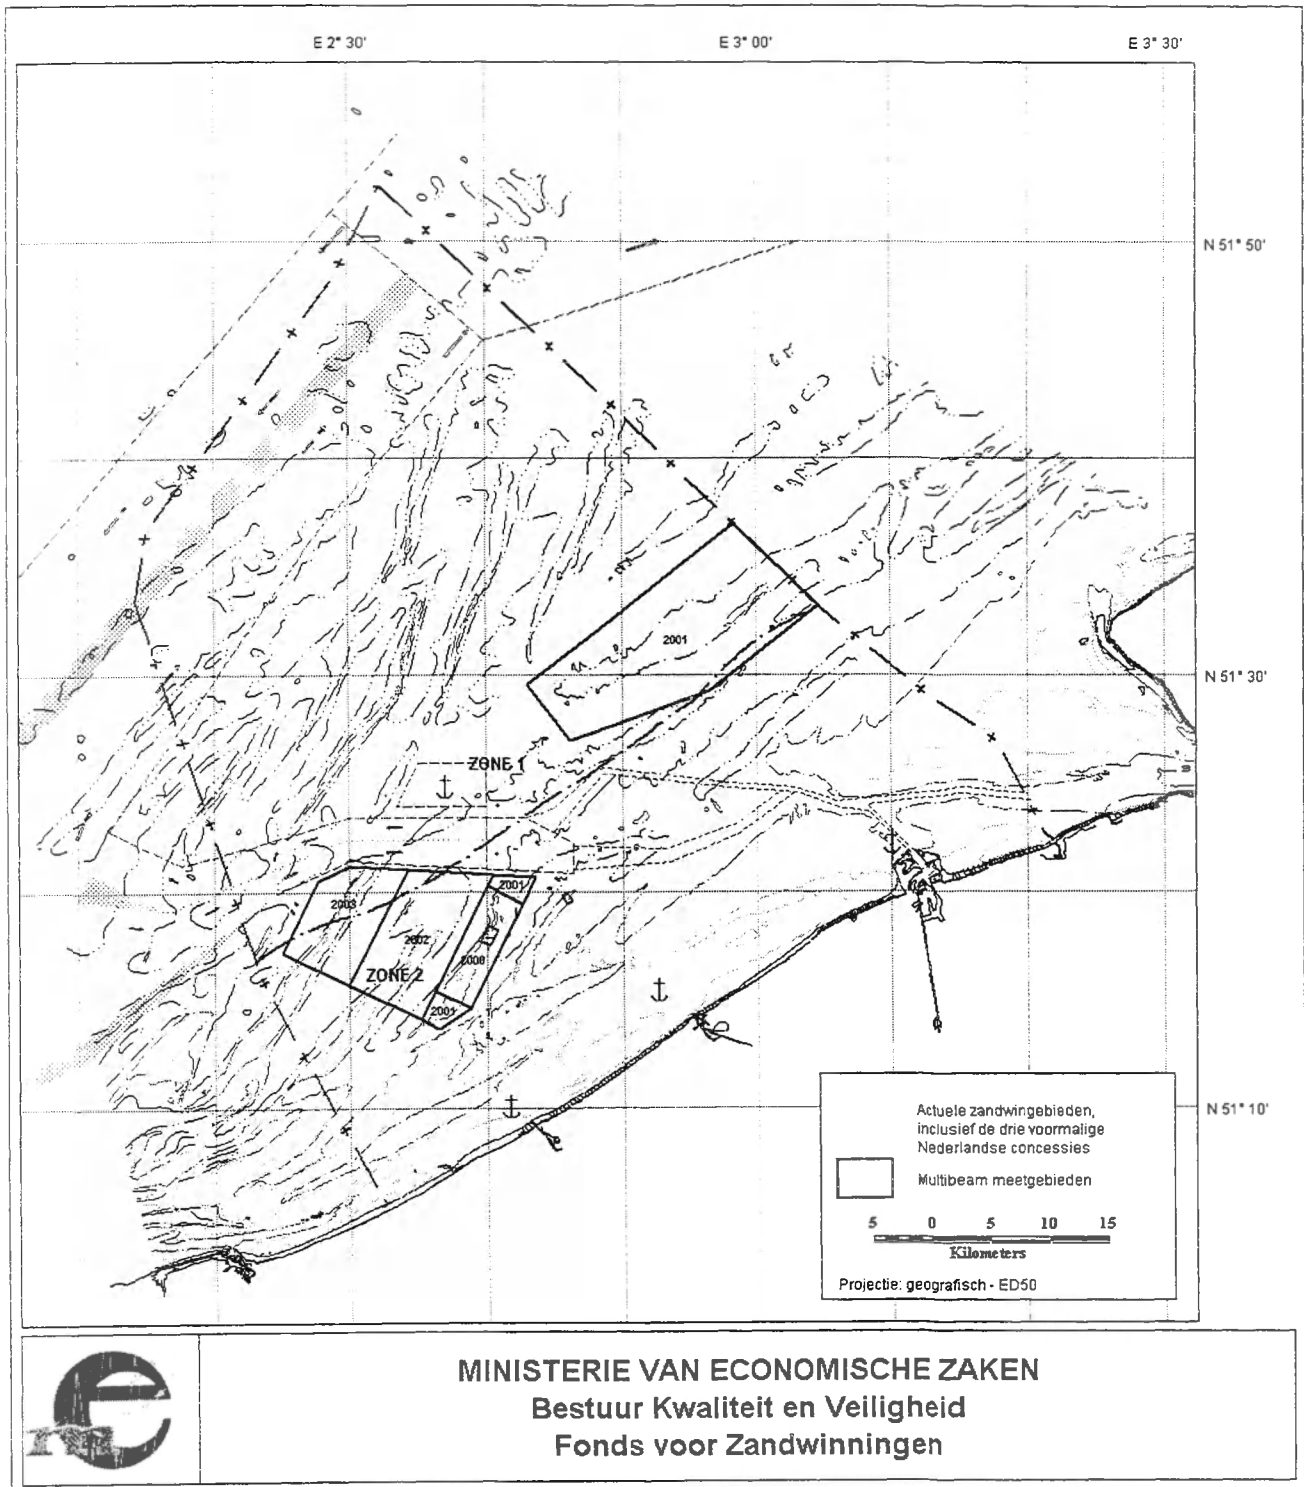 E 2° 30'
E 3° 00'
E 3° 30'
N 51° 50'
2001
N 51° 30'
ZONE 1
2001
2003
2002
2000
ZONE 2
2001
N 51° 10'
Actuele zandwingebieden,
inclusief de drie voormalige
Nederlandse concessies
Multibeam meetgebieden
5 0 5 10 15
Kilometers
Projectie: geografisch - ED50
MINISTERIE VAN ECONOMISCHE ZAKEN
Bestuur Kwaliteit en Veiligheid
Fonds voor Zandwinningen